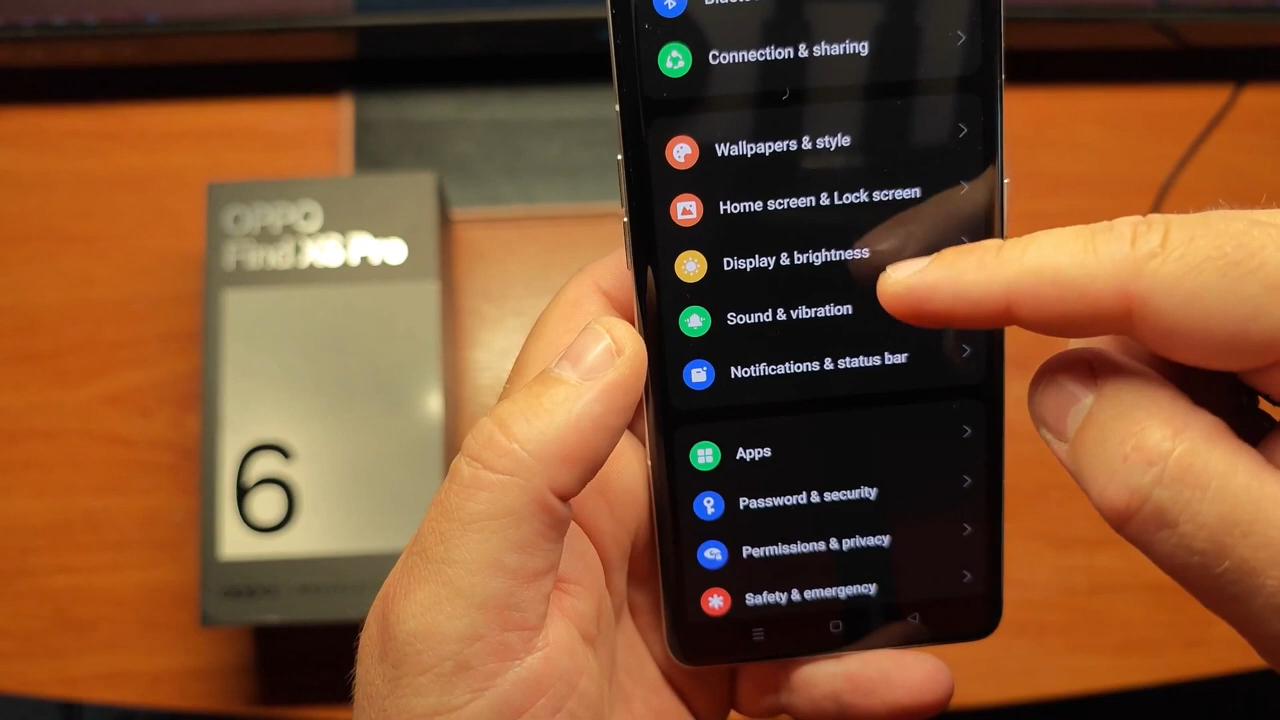 OPPO
Find X6 Pro
6
Connection & sharing
Wallpapers & style
Home screen & Lock screen
Display & brightness
Sound & vibration
Notifications & status bar
Apps
Password & security
Permissions & privacy
Safety & emergency